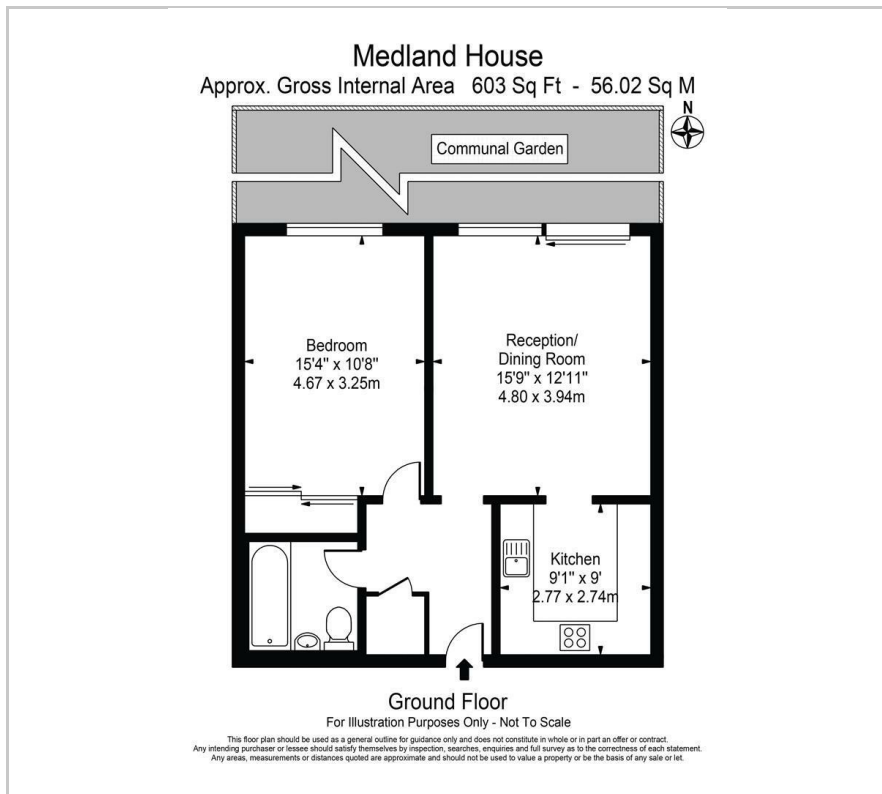 Medland House
Approx. Gross Internal Area 603 Sq Ft - 56.02 Sq M
N
Communal Garden
Bedroom
15'4" x 10'8"
4.67 x 3.25m
Reception/
Dining Room
15'9" x 12'11"
4.80 x 3.94m
Kitchen
9'1" x 9'
2.77 x 2.74m
Ground Floor
For Illustration Purposes Only - Not To Scale
This floor plan should be used as a general outline for guidance only and does not constitute in whole or in part an offer or contract.
Any intending purchaser or lessee should satisfy themselves by inspection, searches, enquiries and full survey as to the correctness of each statement.
Any areas, measurements or distances quoted are approximate and should not be used to value a property or be the basis of any sale or let.